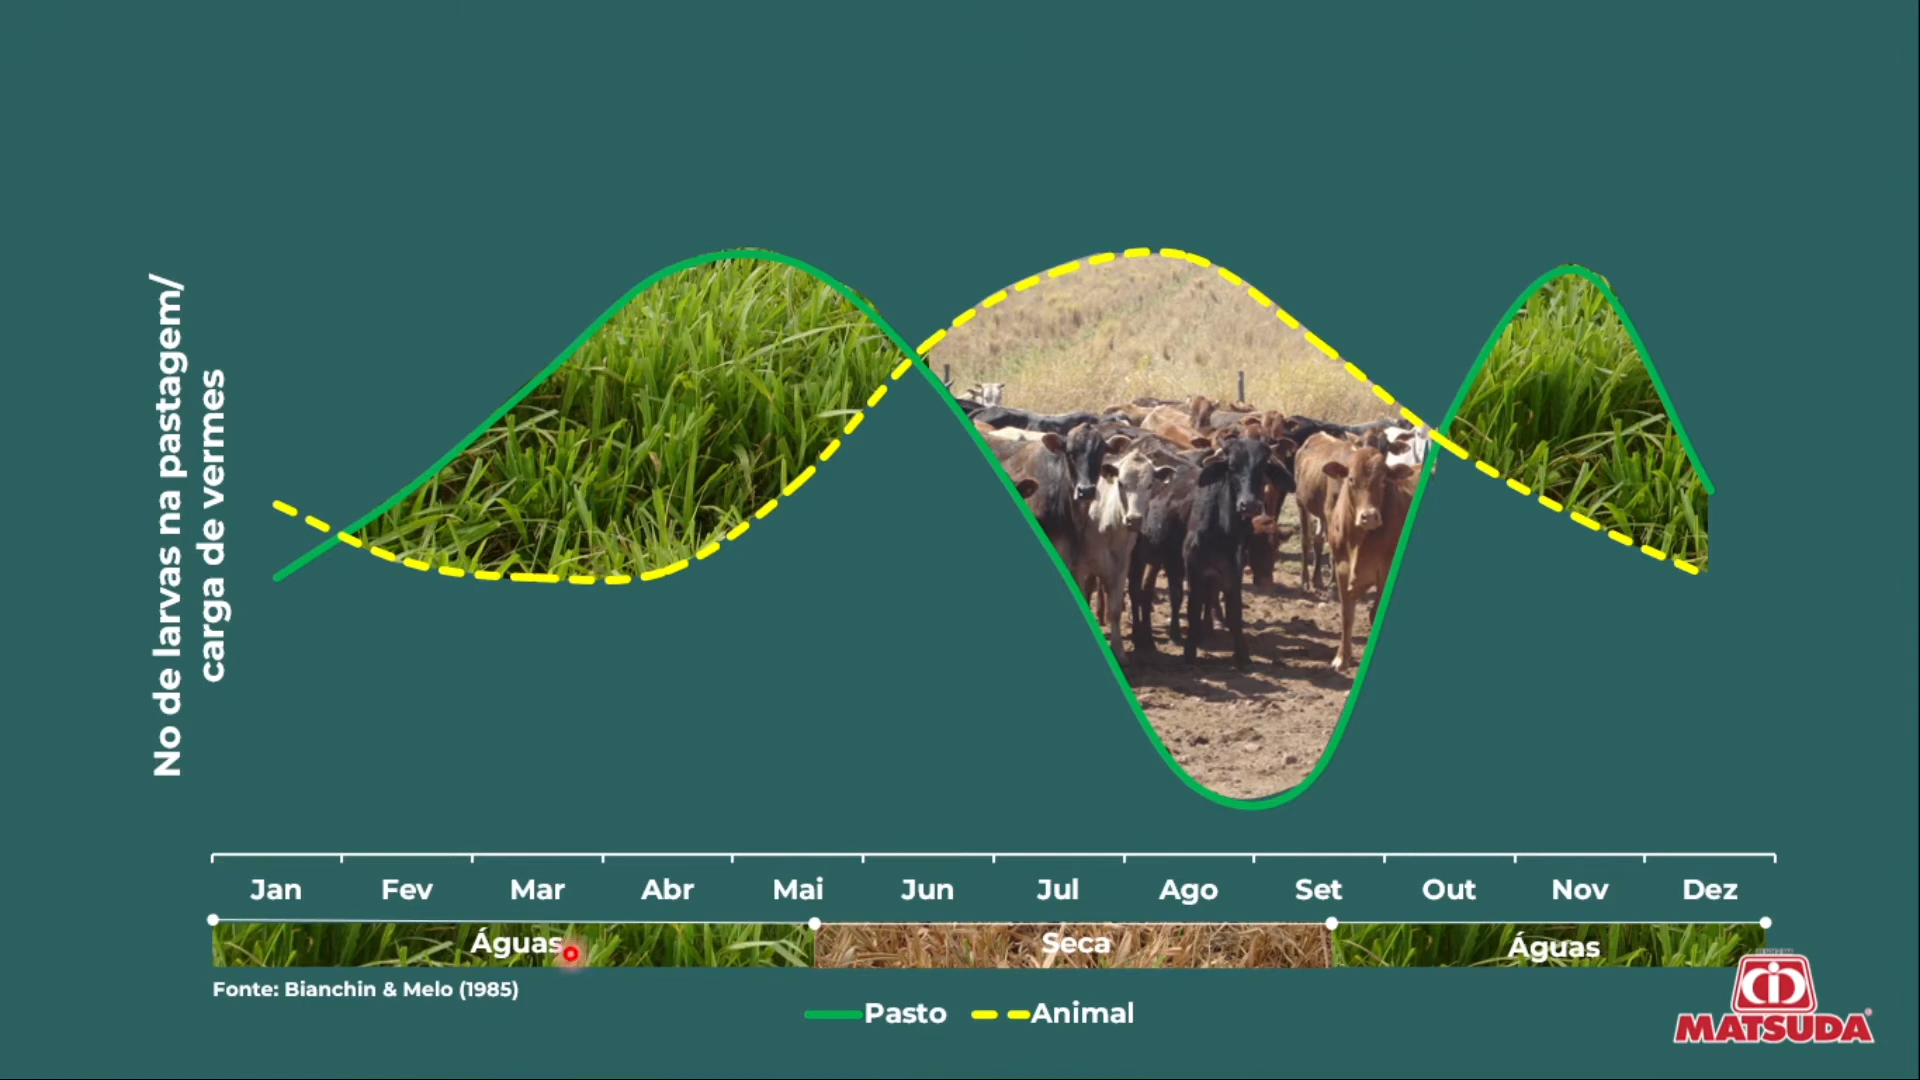 No de larvas na pastagem/
carga de vermes
Jan Fev Mar Abr Mai Jun Jul Ago Set Out Nov Dez
Águas Seca Águas
Fonte: Bianchin & Melo (1985)
Pasto Animal
MATSUDA